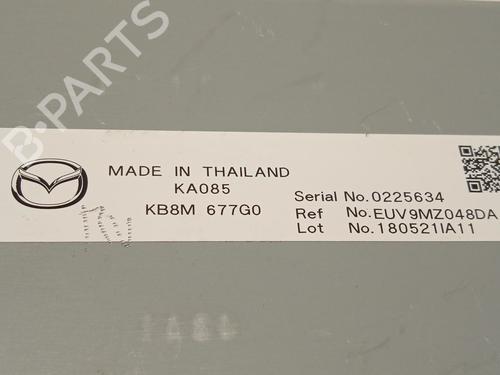 B-PARTS
MADE IN THAILAND
KA085
KB8M 677G0
Serial No.0225634
Ref No.EUV9MZ048DA
Lot No.180521IA11